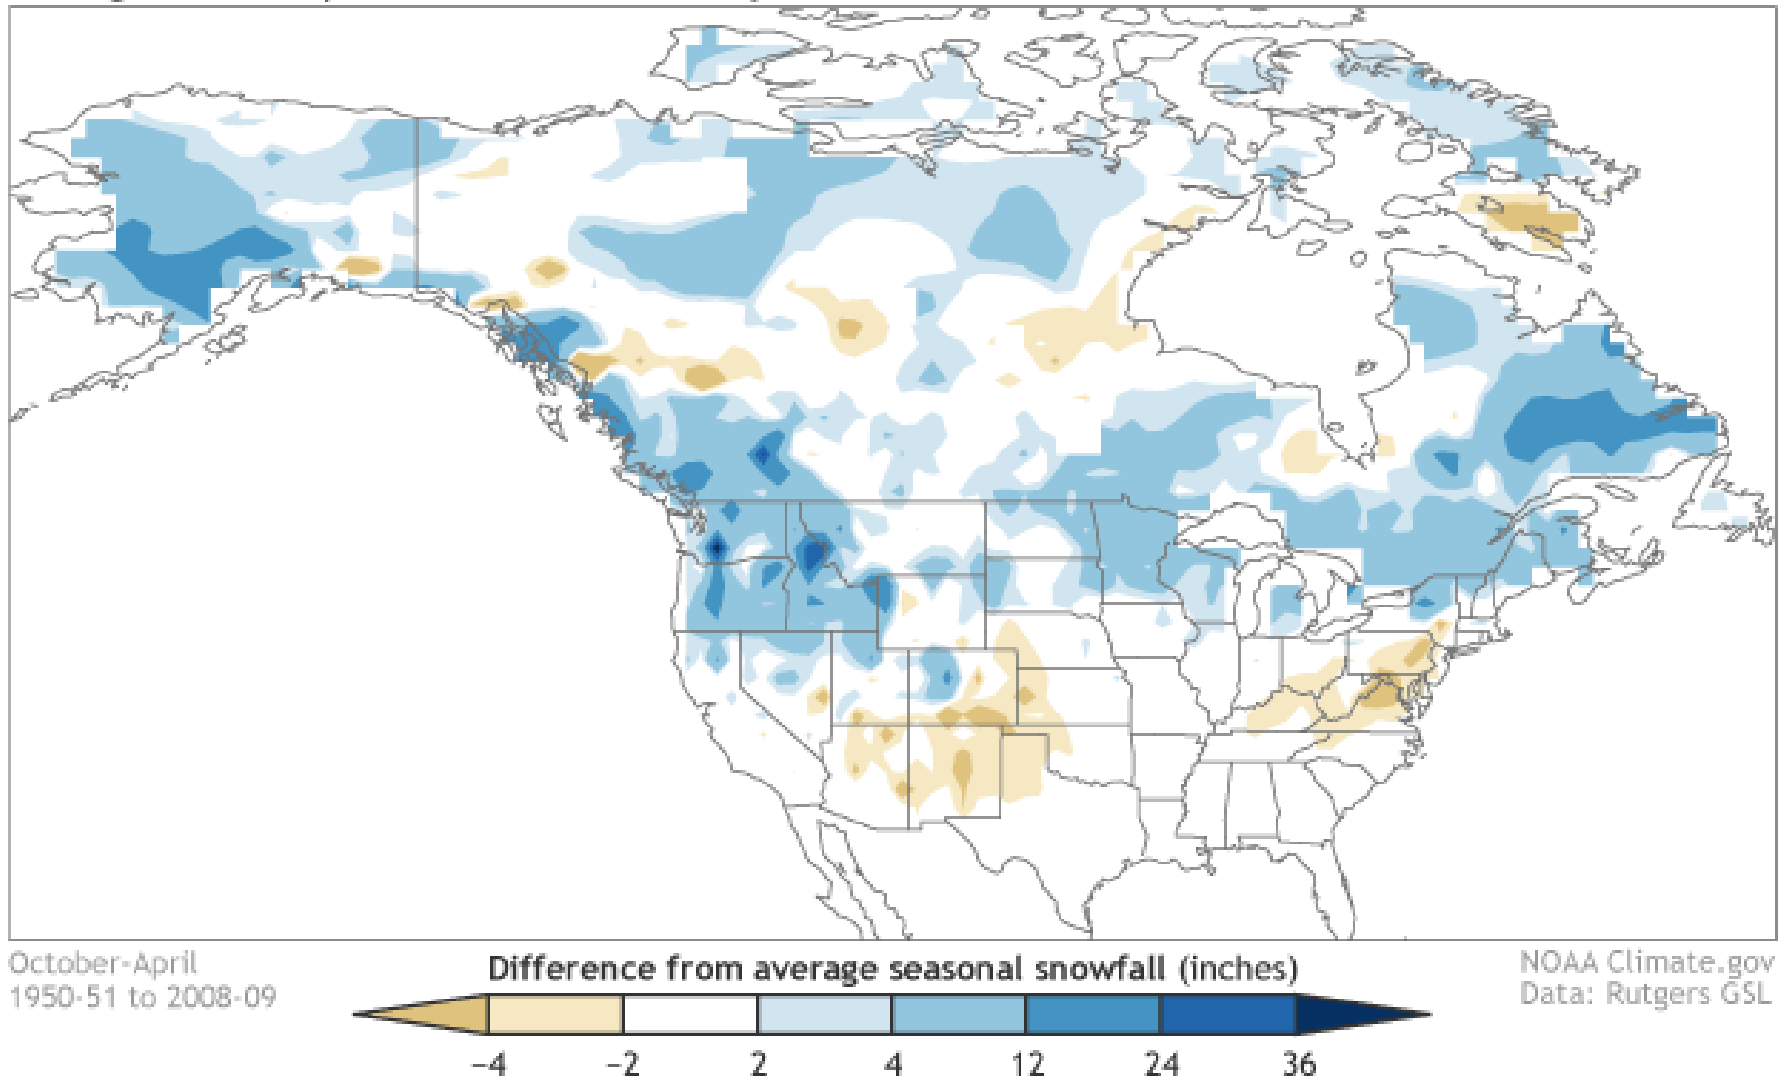 October-April
1950-51 to 2008-09
Difference from average seasonal snowfall (inches)
NOAA Climate.gov
Data: Rutgers GSL
−4 −2 2 4 12 24 36